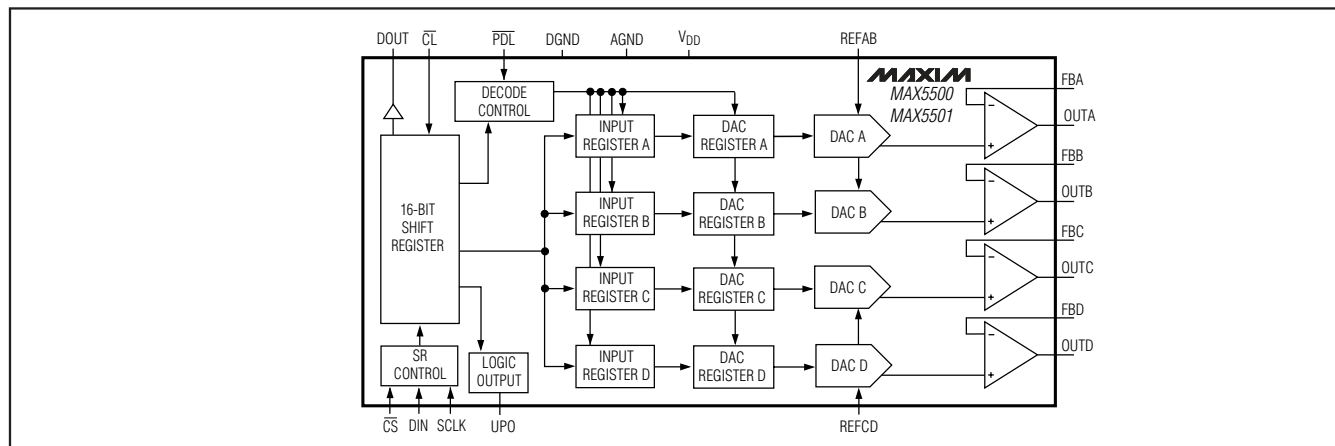 DOUT
CL
PDL
DGND
AGND
VDD
REFAB
MAXIM
MAX5500
MAX5501
DECODE
CONTROL
16-BIT
SHIFT
REGISTER
SR
CONTROL
LOGIC
OUTPUT
INPUT
REGISTER A
DAC
REGISTER A
DAC A
INPUT
REGISTER B
DAC
REGISTER B
DAC B
INPUT
REGISTER C
DAC
REGISTER C
DAC C
INPUT
REGISTER D
DAC
REGISTER D
DAC D
FBA
-
+
OUTA
FBB
-
+
OUTB
FBC
-
+
OUTC
FBD
-
+
OUTD
CS
DIN
SCLK
UPO
REFCD